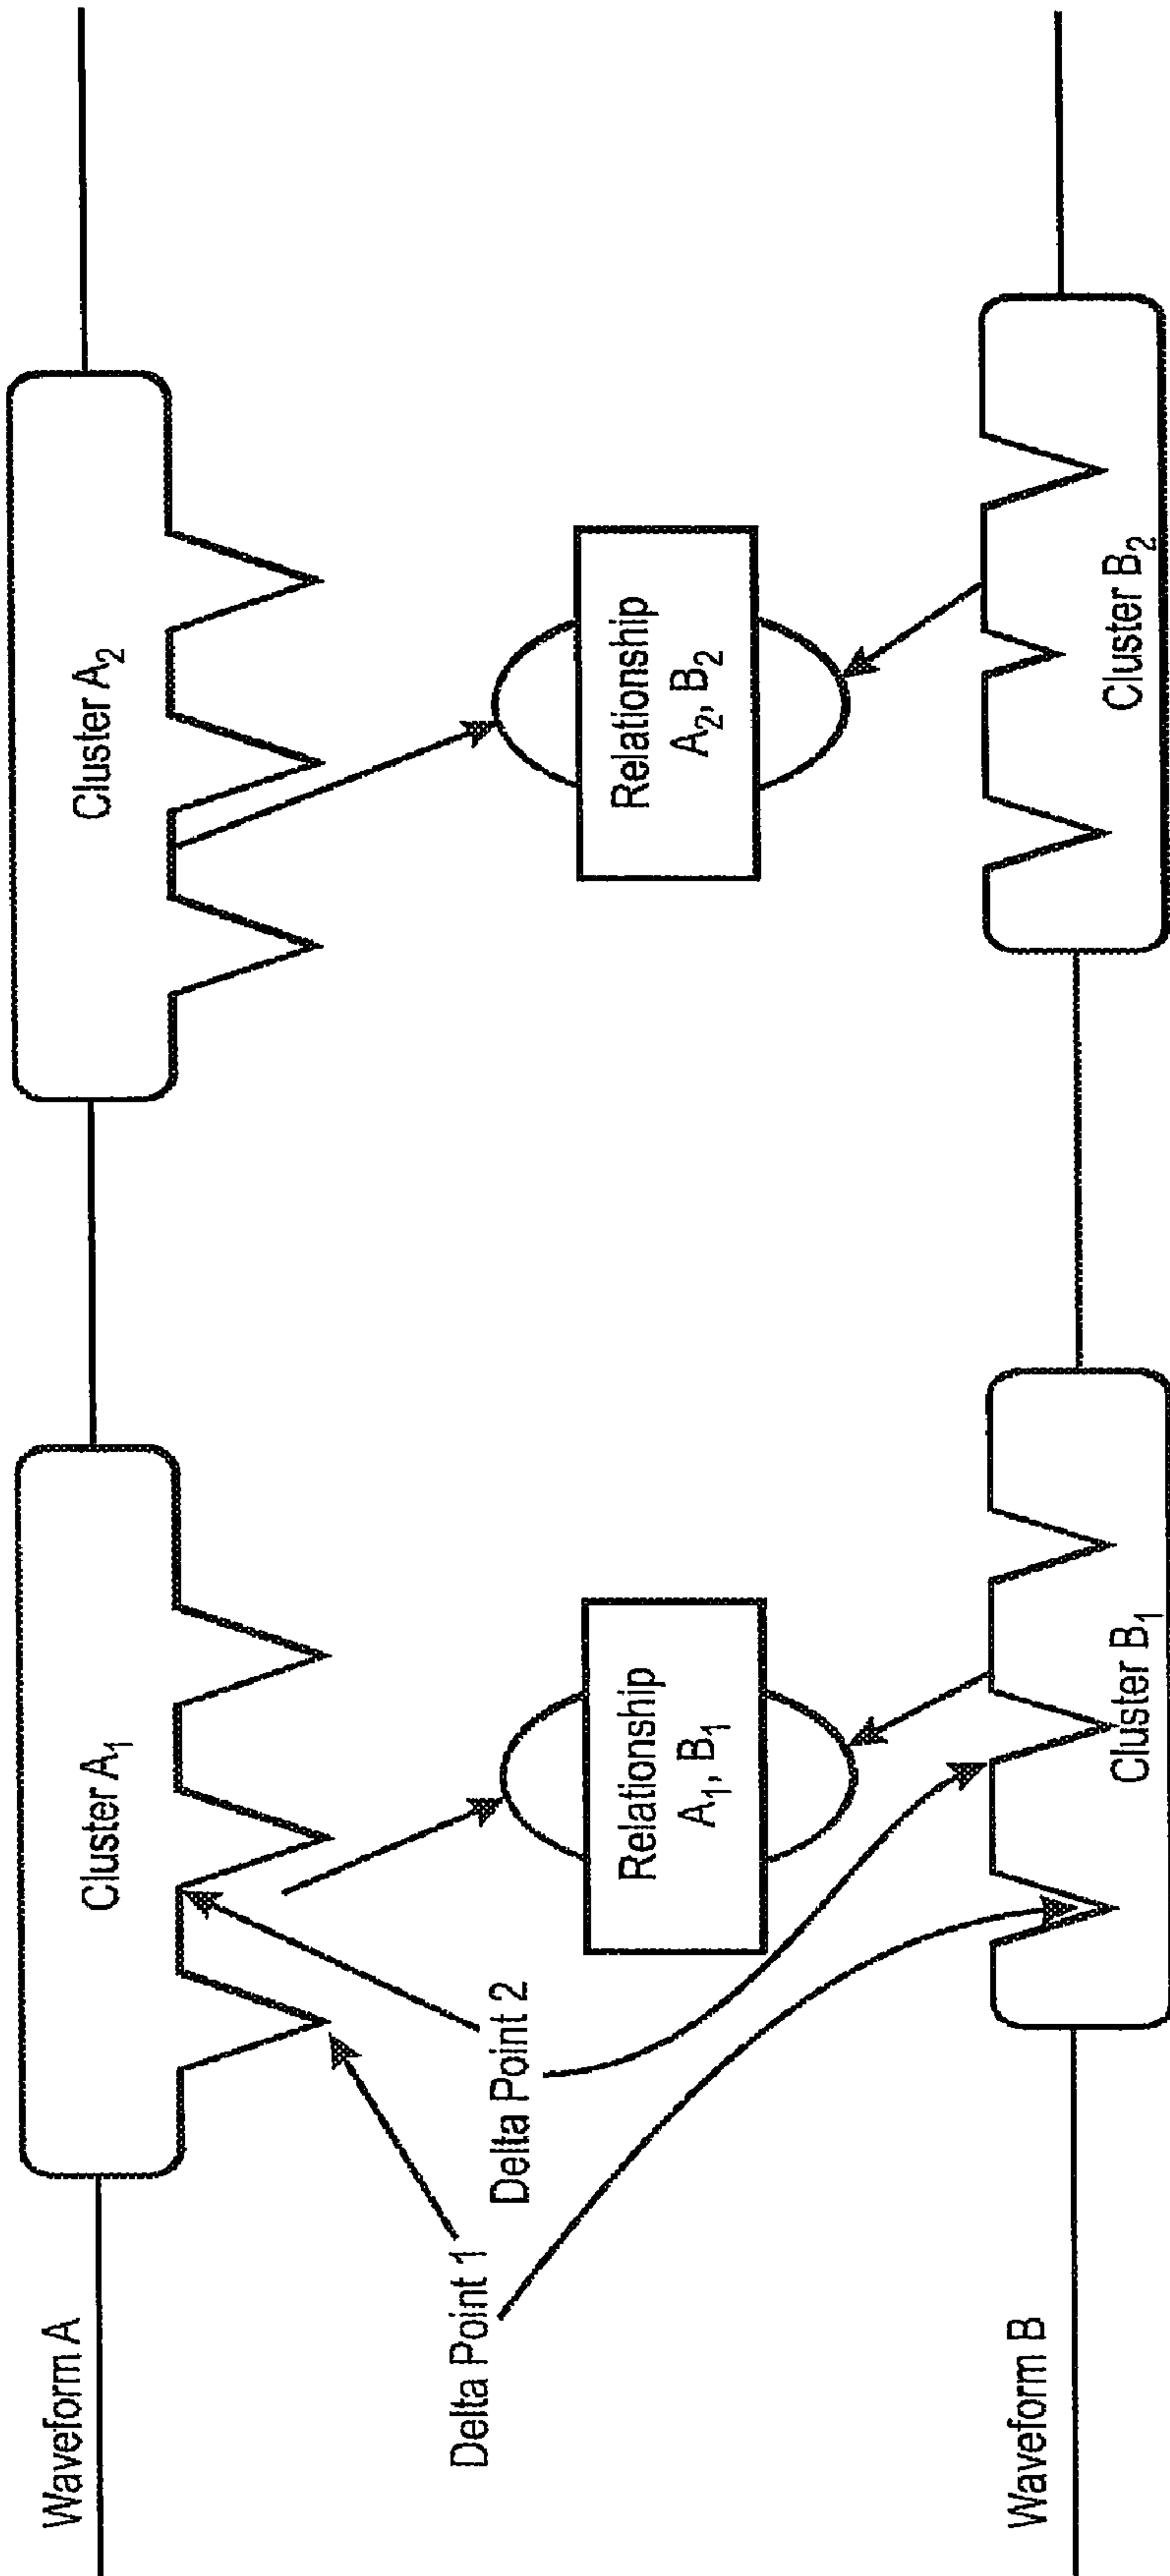 Waveform A
Cluster A₁
Cluster A₂
Delta Point 1
Delta Point 2
Relationship
A₁, B₁
Relationship
A₂, B₂
Waveform B
Cluster B₁
Cluster B₂